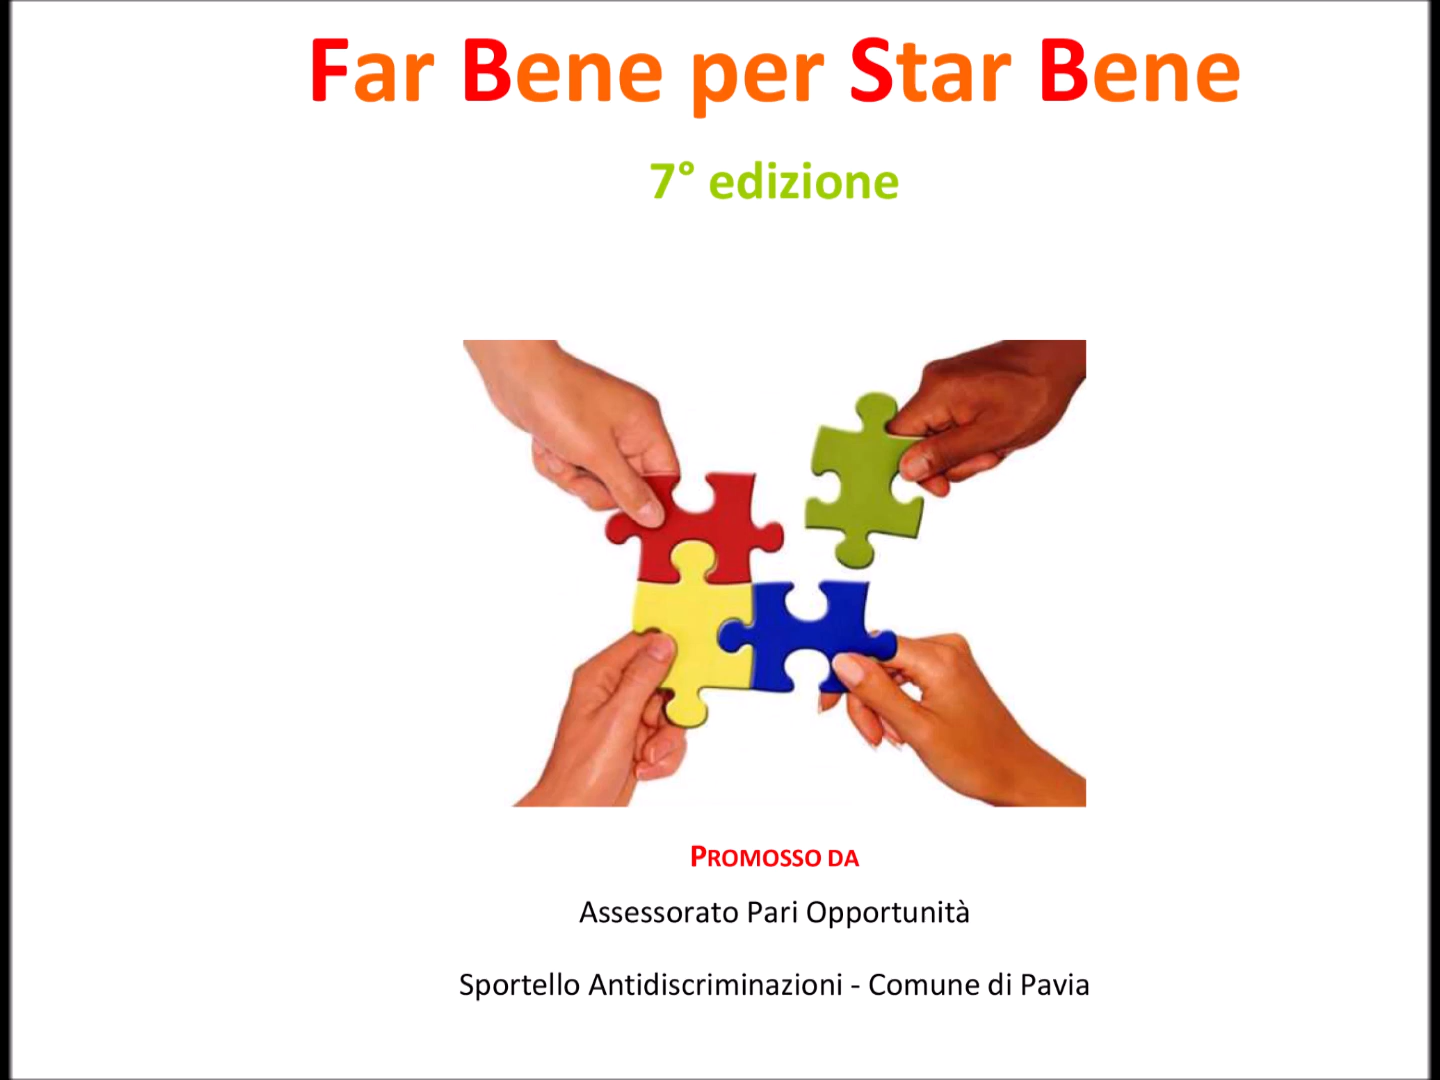 Far Bene per Star Bene
7° edizione
PROMOSSO DA
Assessorato Pari Opportunità
Sportello Antidiscriminazioni - Comune di Pavia